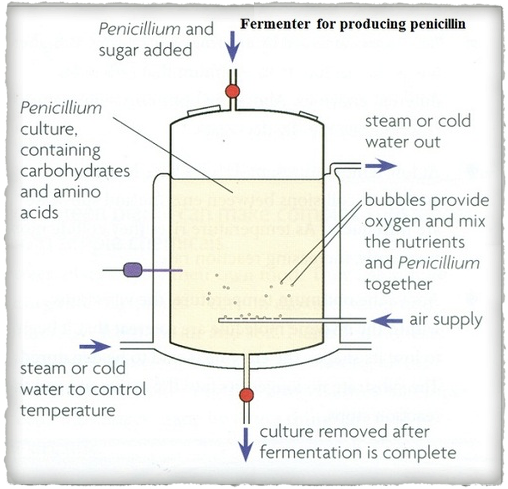 Fermenter for producing penicillin
Penicillium and
sugar added
Penicillium
culture,
containing
carbohydrates
and amino
acids
steam or cold
water out
bubbles provide
oxygen and mix
the nutrients
and Penicillium
together
air supply
steam or cold
water to control
temperature
culture removed after
fermentation is complete